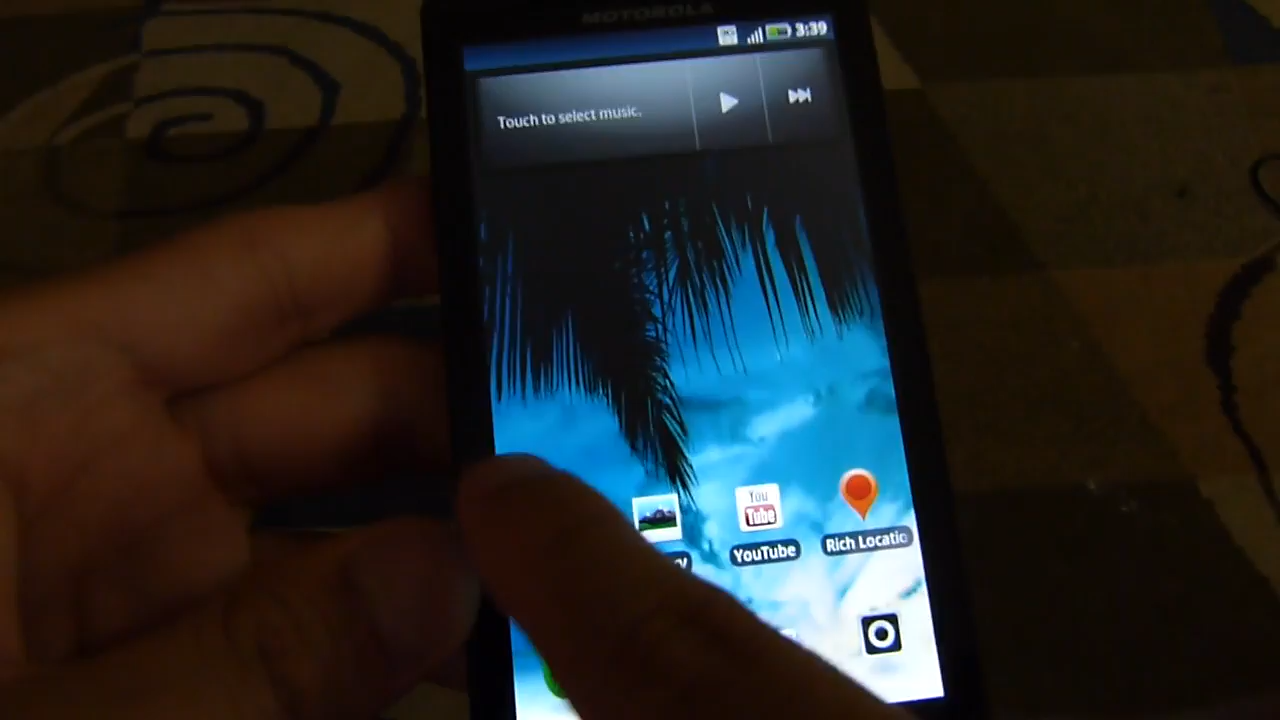 MOTOROLA
3:39
Touch to select music.
You
Tube
YouTube
Rich Locatio